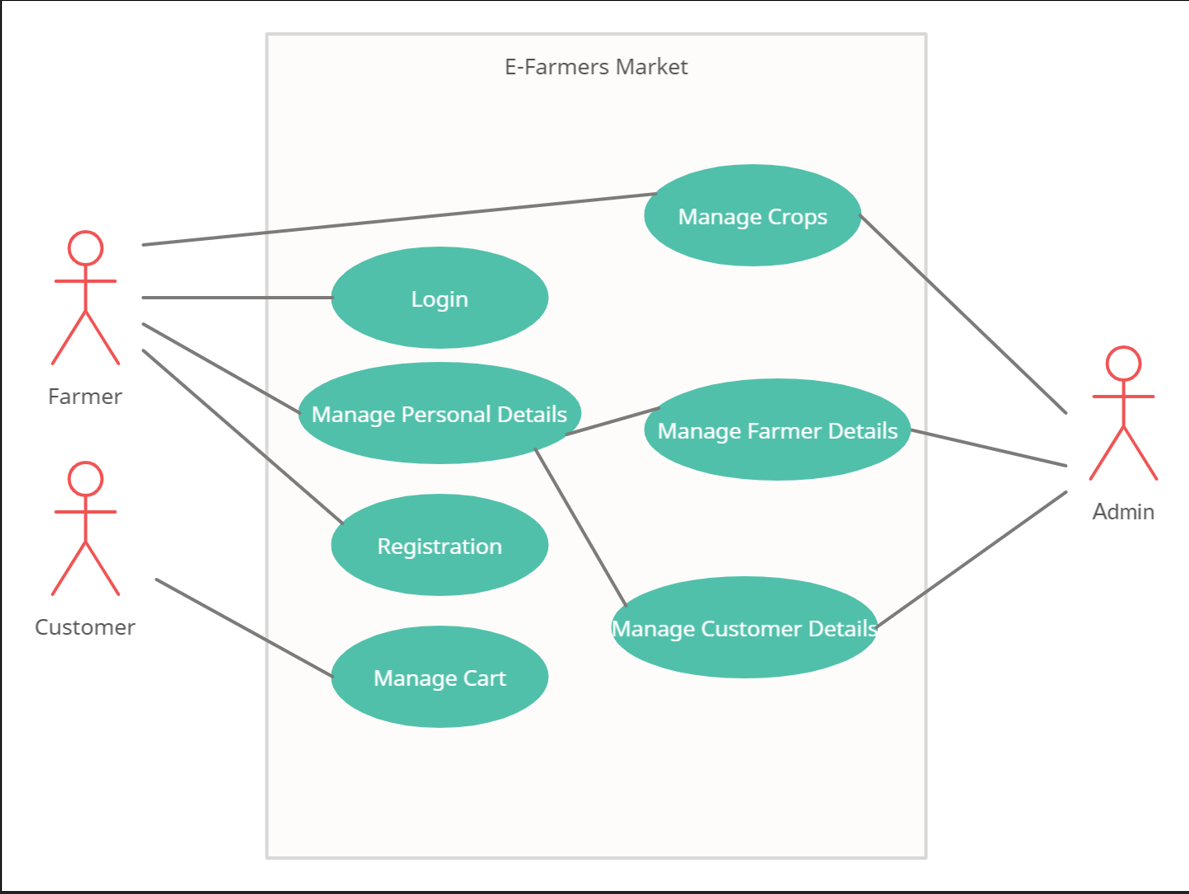 E-Farmers Market
Manage Crops
Login
Farmer
Manage Personal Details
Manage Farmer Details
Admin
Registration
Customer
Manage Customer Details
Manage Cart